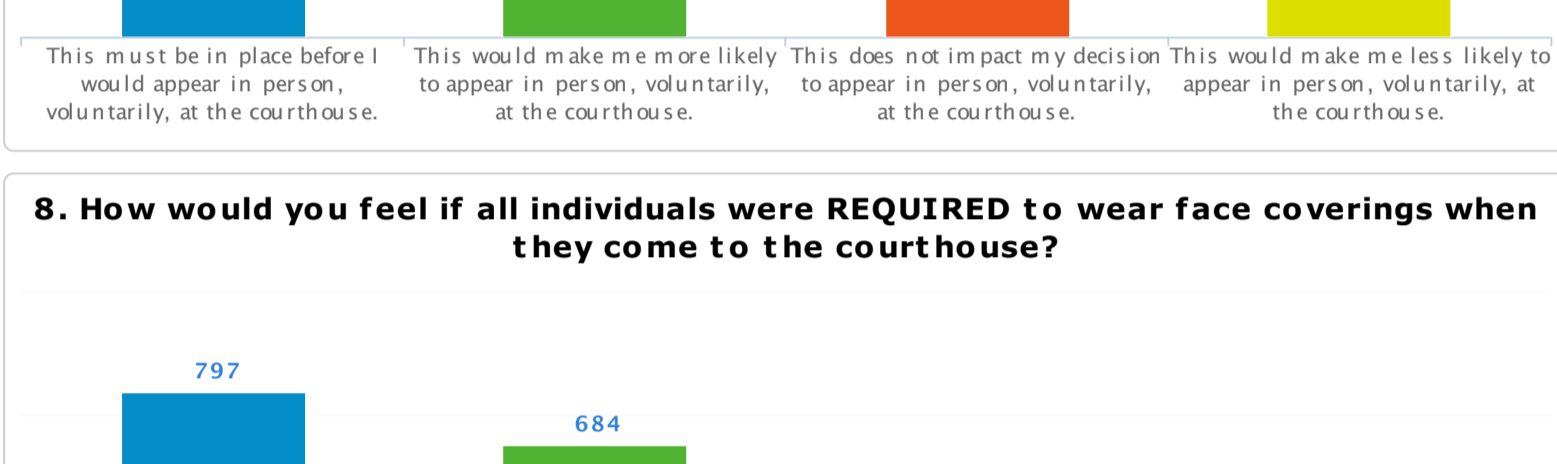 This must be in place before I
would appear in person,
voluntarily, at the courthouse.
This would make me more likely
to appear in person, voluntarily,
at the courthouse.
This does not impact my decision
to appear in person, voluntarily,
at the courthouse.
This would make me less likely to
appear in person, voluntarily, at
the courthouse.
8. How would you feel if all individuals were REQUIRED to wear face coverings when
they come to the courthouse?
797
684